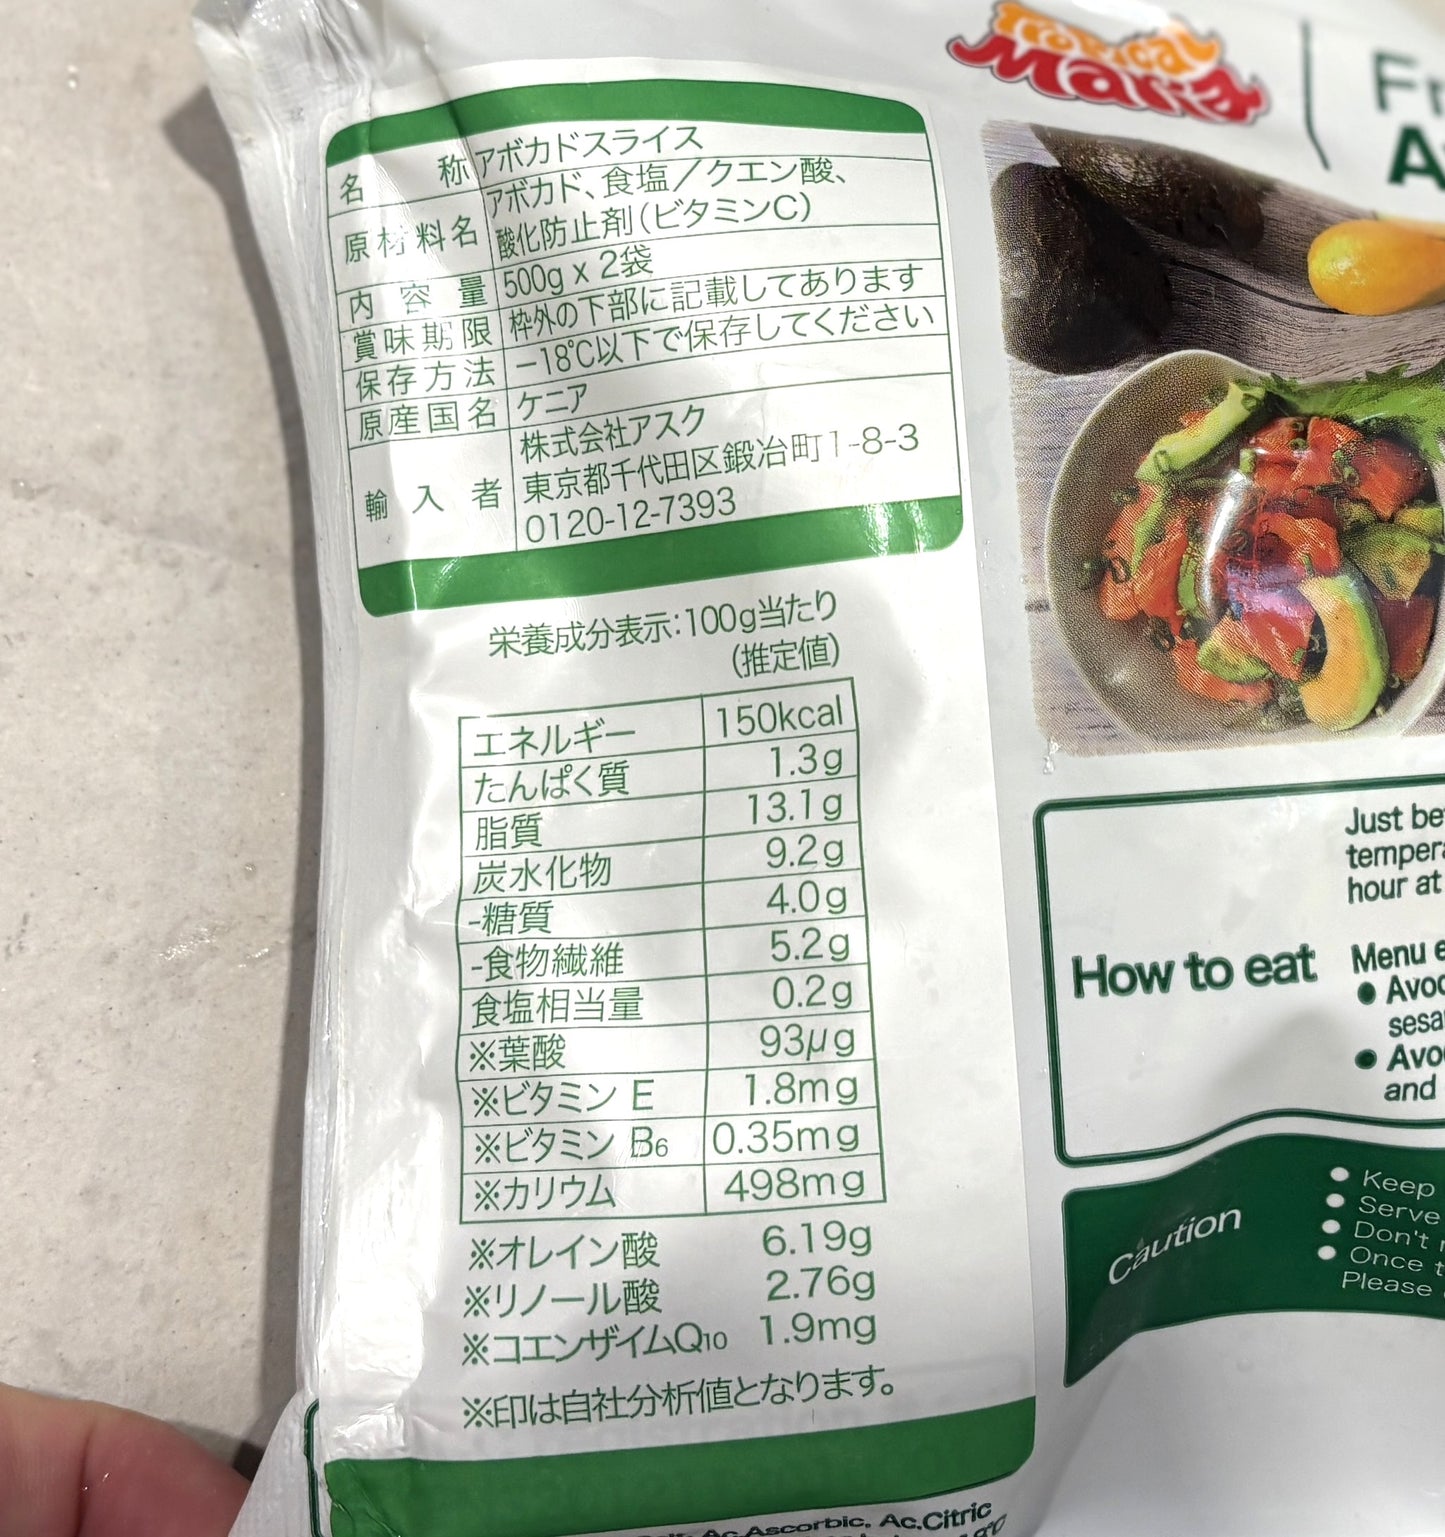 Tropical
Maria
Fr
A
名 称 アボカドスライス
原材料名 アボカド、食塩／クエン酸、
酸化防止剤（ビタミンC）
内容量 500g x 2袋
賞味期限 枠外の下部に記載してあります
保存方法 −18℃以下で保存してください
原産国名 ケニア
輸入者 株式会社アスク
東京都千代田区鍛冶町1-8-3
0120-12-7393
栄養成分表示：100g当たり
（推定値）
エネルギー 150kcal
たんぱく質 1.3g
脂質 13.1g
炭水化物 9.2g
-糖質 4.0g
-食物繊維 5.2g
食塩相当量 0.2g
※葉酸 93μg
※ビタミン E 1.8mg
※ビタミン B6 0.35mg
※カリウム 498mg
※オレイン酸 6.19g
※リノール酸 2.76g
※コエンザイムQ10 1.9mg
※印は自社分析値となります。
How to eat
Just be
tempera
hour at
Menu e
● Avoc
sesa
● Avo
and
Caution
● Keep
● Serve
● Don't
● Once t
Please
Ac.Ascorbic, Ac.Citric